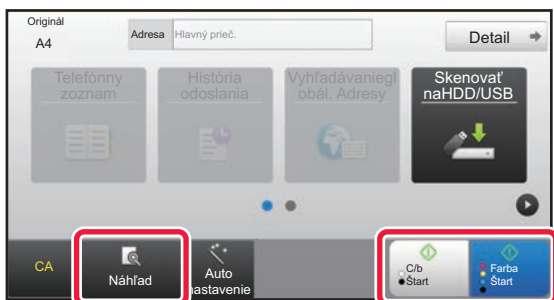 Originál
A4
Adresa
Hlavný prieč.
Detail
Telefónny
zoznam
História
odoslania
Vyhľadávaniegl
obál. Adresy
Skenovať
naHDD/USB
CA
Náhľad
Auto
nastavenie
C/b
Štart
Farba
Štart